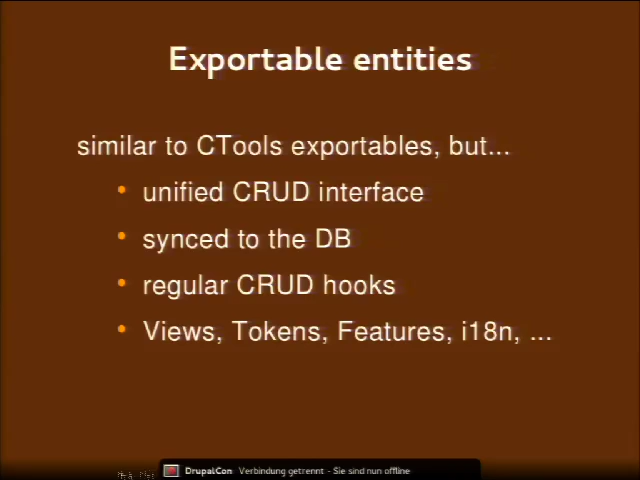 Exportable entities
similar to CTools exportables, but...
• unified CRUD interface
• synced to the DB
• regular CRUD hooks
• Views, Tokens, Features, i18n, ...
DrupalCon Verbindung getrennt - Sie sind nun offline